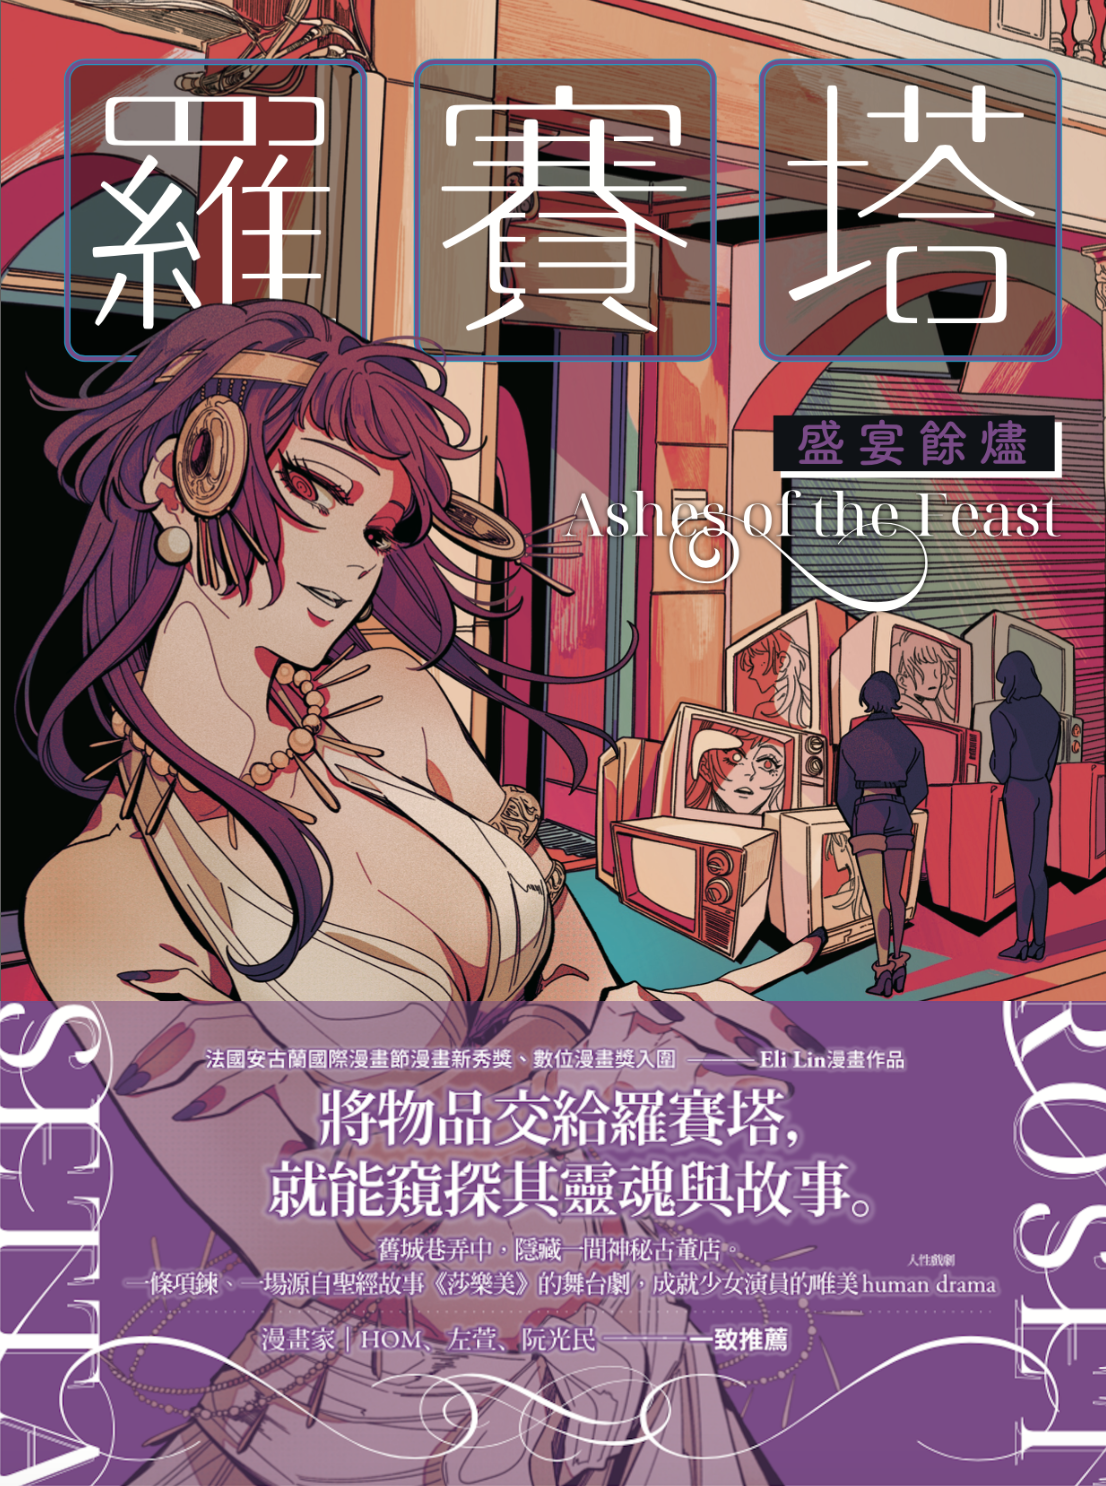 羅賽塔
盛宴餘燼
Ashes of the Feast
法國安古蘭國際漫畫節漫畫新秀獎、數位漫畫獎入圍 ——— Eli Lin漫畫作品
將物品交給羅賽塔,
就能窺探其靈魂與故事。
舊城巷弄中，隱藏一間神秘古董店。
人性戲劇
一條項鍊、一場源自聖經故事《莎樂美》的舞台劇，成就少女演員的唯美 human drama
漫畫家｜HOM、左萱、阮光民 ———— 一致推薦
ROSE
SETTA